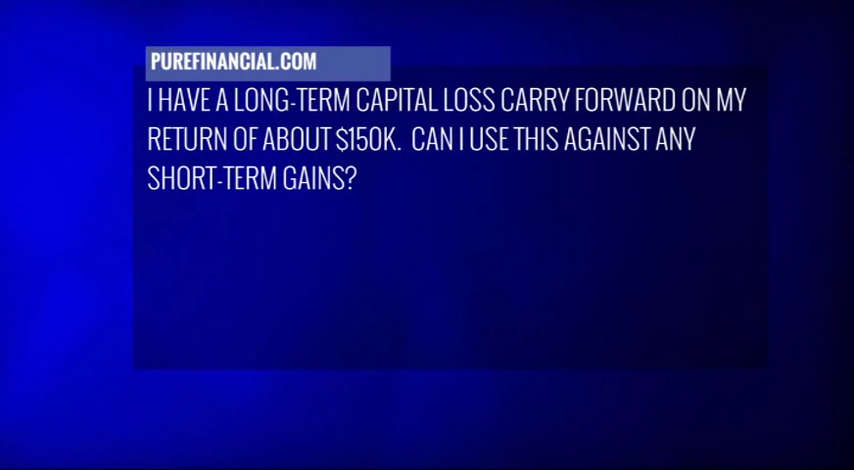 PUREFINANCIAL.COM
I HAVE A LONG-TERM CAPITAL LOSS CARRY FORWARD ON MY
RETURN OF ABOUT $150K. CAN I USE THIS AGAINST ANY
SHORT-TERM GAINS?